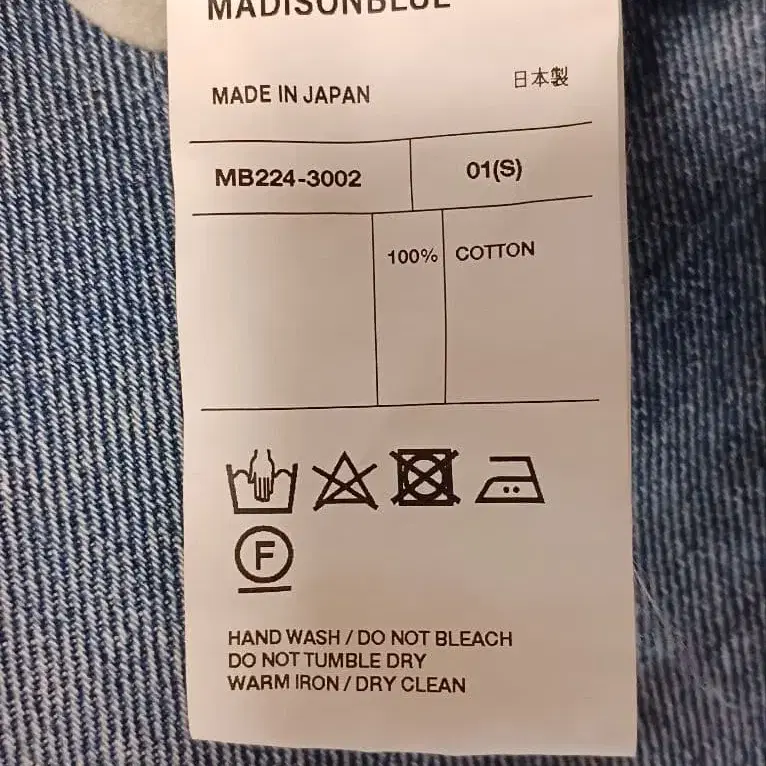 MADISONBLUE
MADE IN JAPAN 日本製
MB224-3002 01(S)
100% COTTON
F
HAND WASH / DO NOT BLEACH
DO NOT TUMBLE DRY
WARM IRON / DRY CLEAN